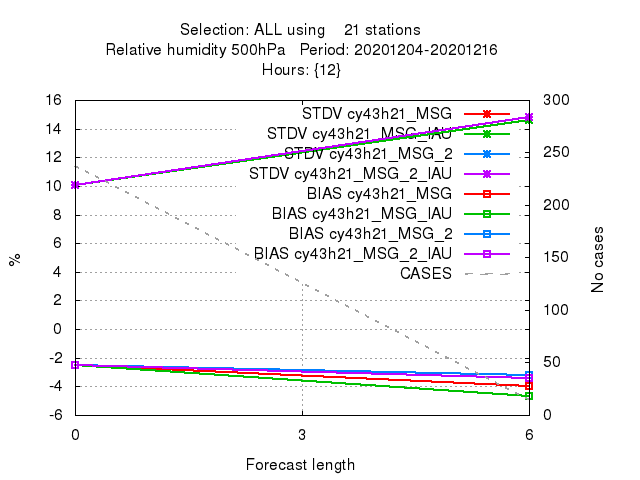 Selection: ALL using 21 stations
Relative humidity 500hPa Period: 20201204-20201216
Hours: {12}
16
14
12
10
8
6
4
2
0
-2
-4
-6
%
STDV cy43h21_MSG
STDV cy43h21_MSG_IAU
STDV cy43h21_MSG_2
STDV cy43h21_MSG_2_IAU
BIAS cy43h21_MSG
BIAS cy43h21_MSG_IAU
BIAS cy43h21_MSG_2
BIAS cy43h21_MSG_2_IAU
CASES
300
250
200
150
100
50
0
No cases
0 3 6
Forecast length